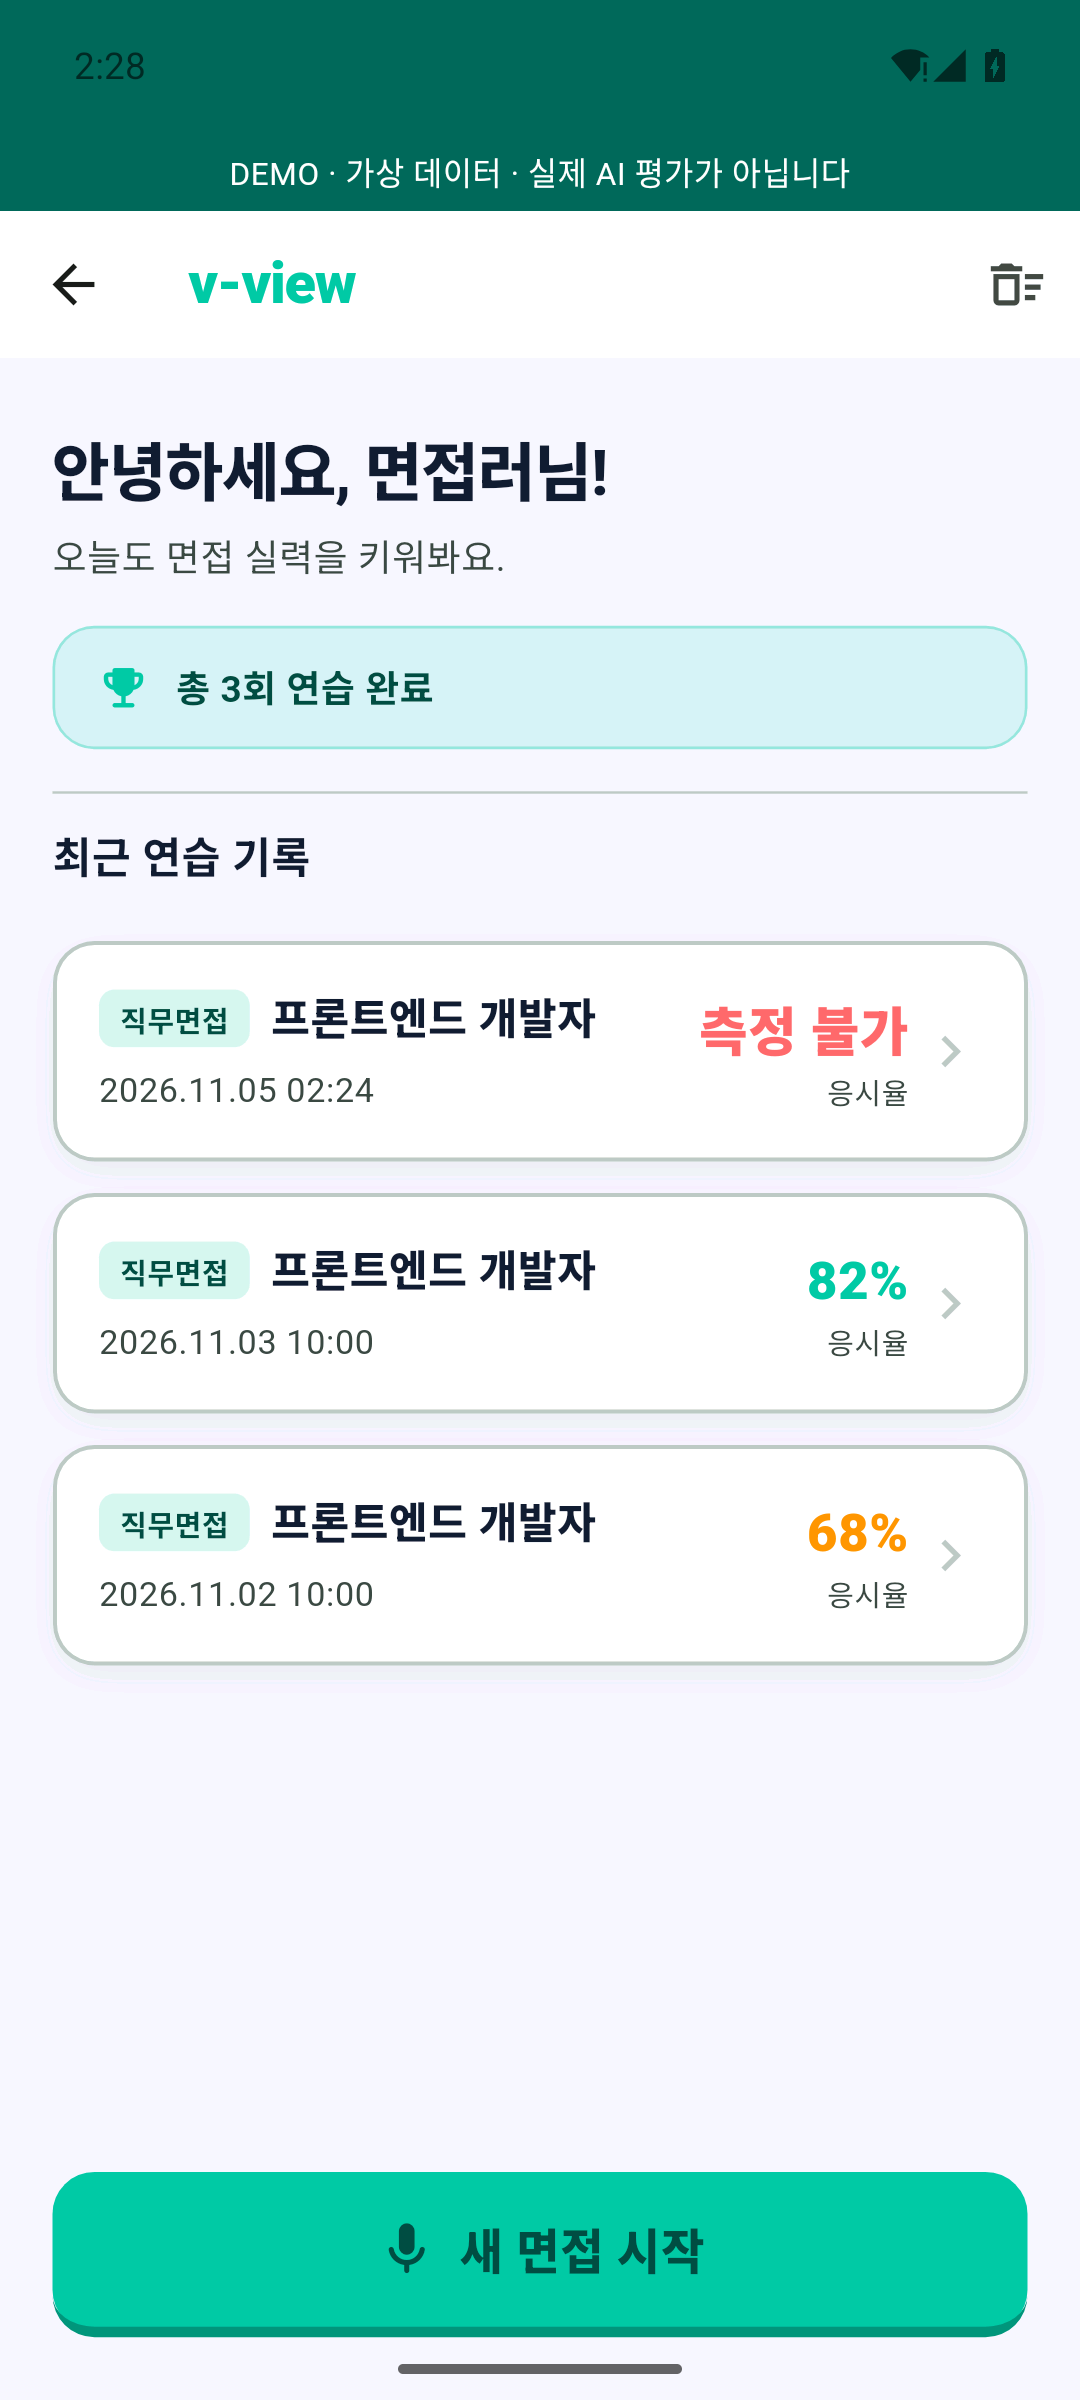 2:28
DEMO · 가상 데이터 · 실제 AI 평가가 아닙니다
v-view
안녕하세요, 면접러님!
오늘도 면접 실력을 키워봐요.
총 3회 연습 완료
최근 연습 기록
직무면접 프론트엔드 개발자
측정 불가
2026.11.05 02:24
응시율
직무면접 프론트엔드 개발자
82%
2026.11.03 10:00
응시율
직무면접 프론트엔드 개발자
68%
2026.11.02 10:00
응시율
새 면접 시작